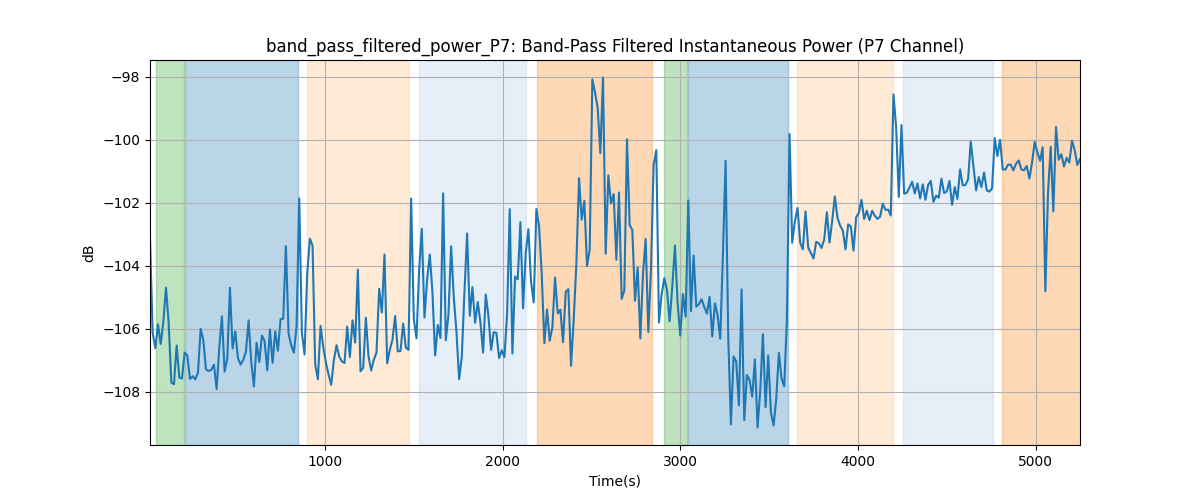 band_pass_filtered_power_P7: Band-Pass Filtered Instantaneous Power (P7 Channel)
−98
−100
−102
−104
−106
−108
dB
1000 2000 3000 4000 5000
Time(s)